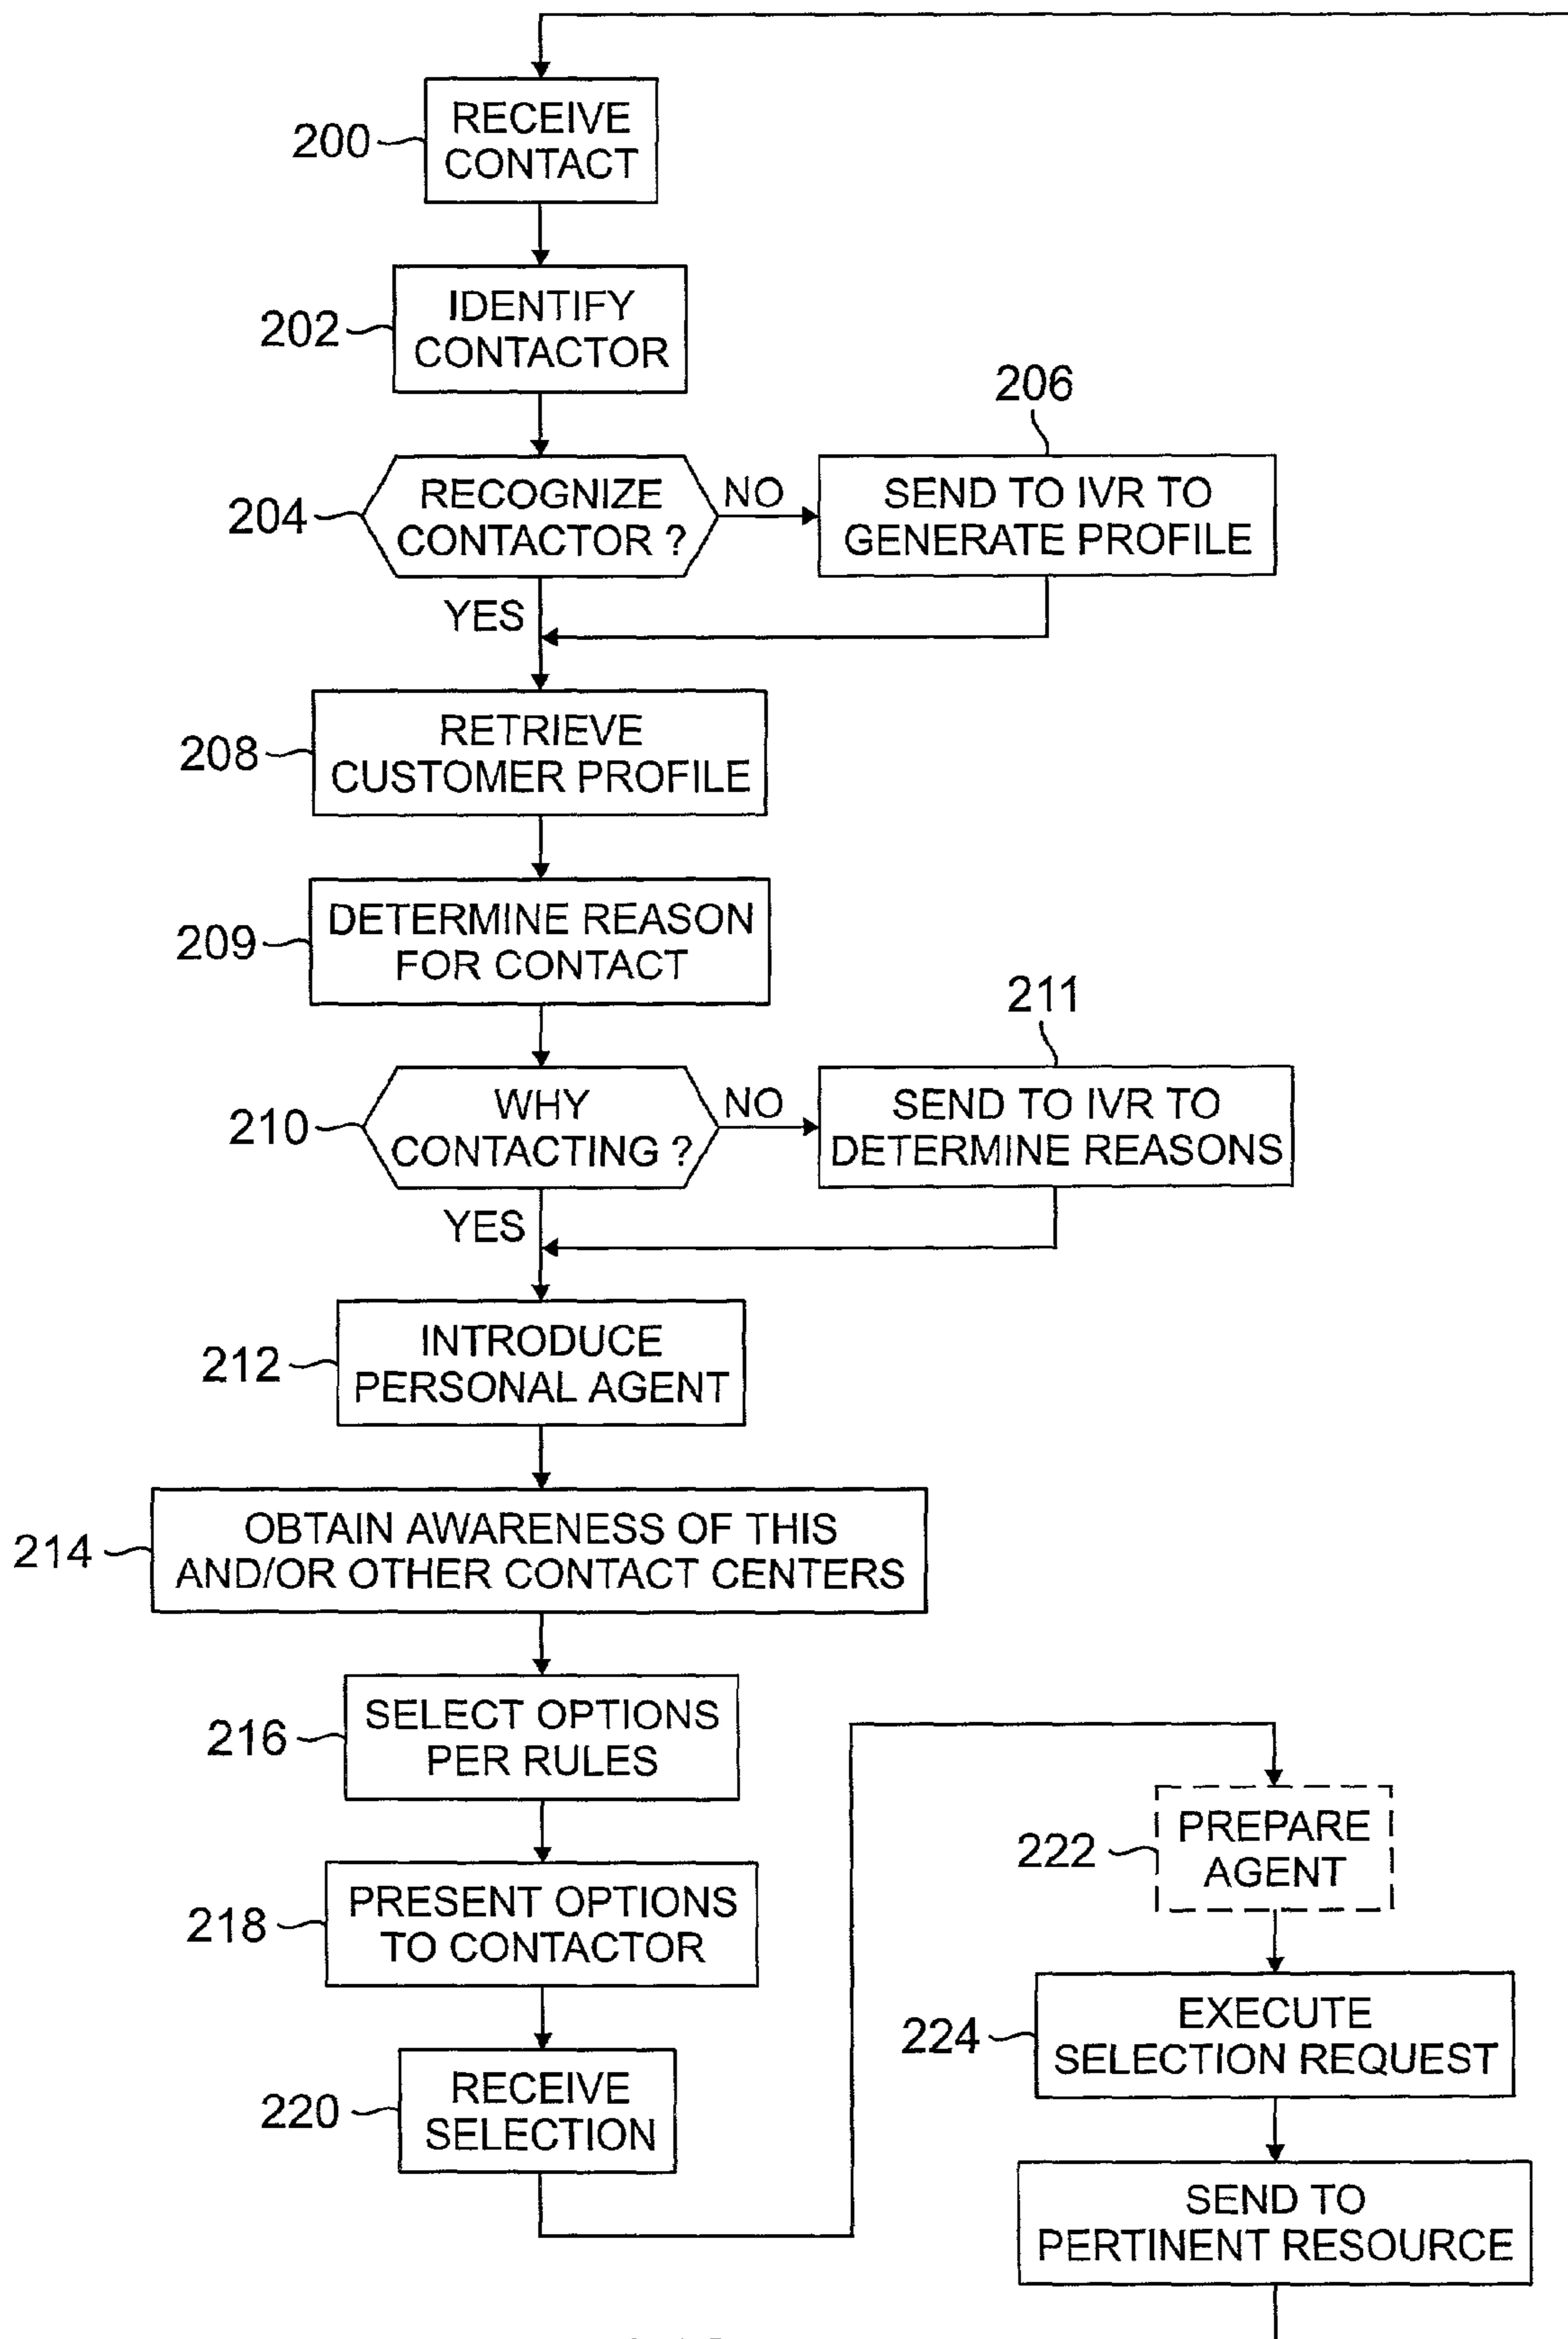 RECEIVE
CONTACT
200
IDENTIFY
CONTACTOR
202
206
RECOGNIZE
CONTACTOR ?
204
NO
SEND TO IVR TO
GENERATE PROFILE
YES
RETRIEVE
CUSTOMER PROFILE
208
DETERMINE REASON
FOR CONTACT
209
211
WHY
CONTACTING ?
210
NO
SEND TO IVR TO
DETERMINE REASONS
YES
INTRODUCE
PERSONAL AGENT
212
OBTAIN AWARENESS OF THIS
AND/OR OTHER CONTACT CENTERS
214
SELECT OPTIONS
PER RULES
216
PRESENT OPTIONS
TO CONTACTOR
218
RECEIVE
SELECTION
220
PREPARE
AGENT
222
EXECUTE
SELECTION REQUEST
224
SEND TO
PERTINENT RESOURCE